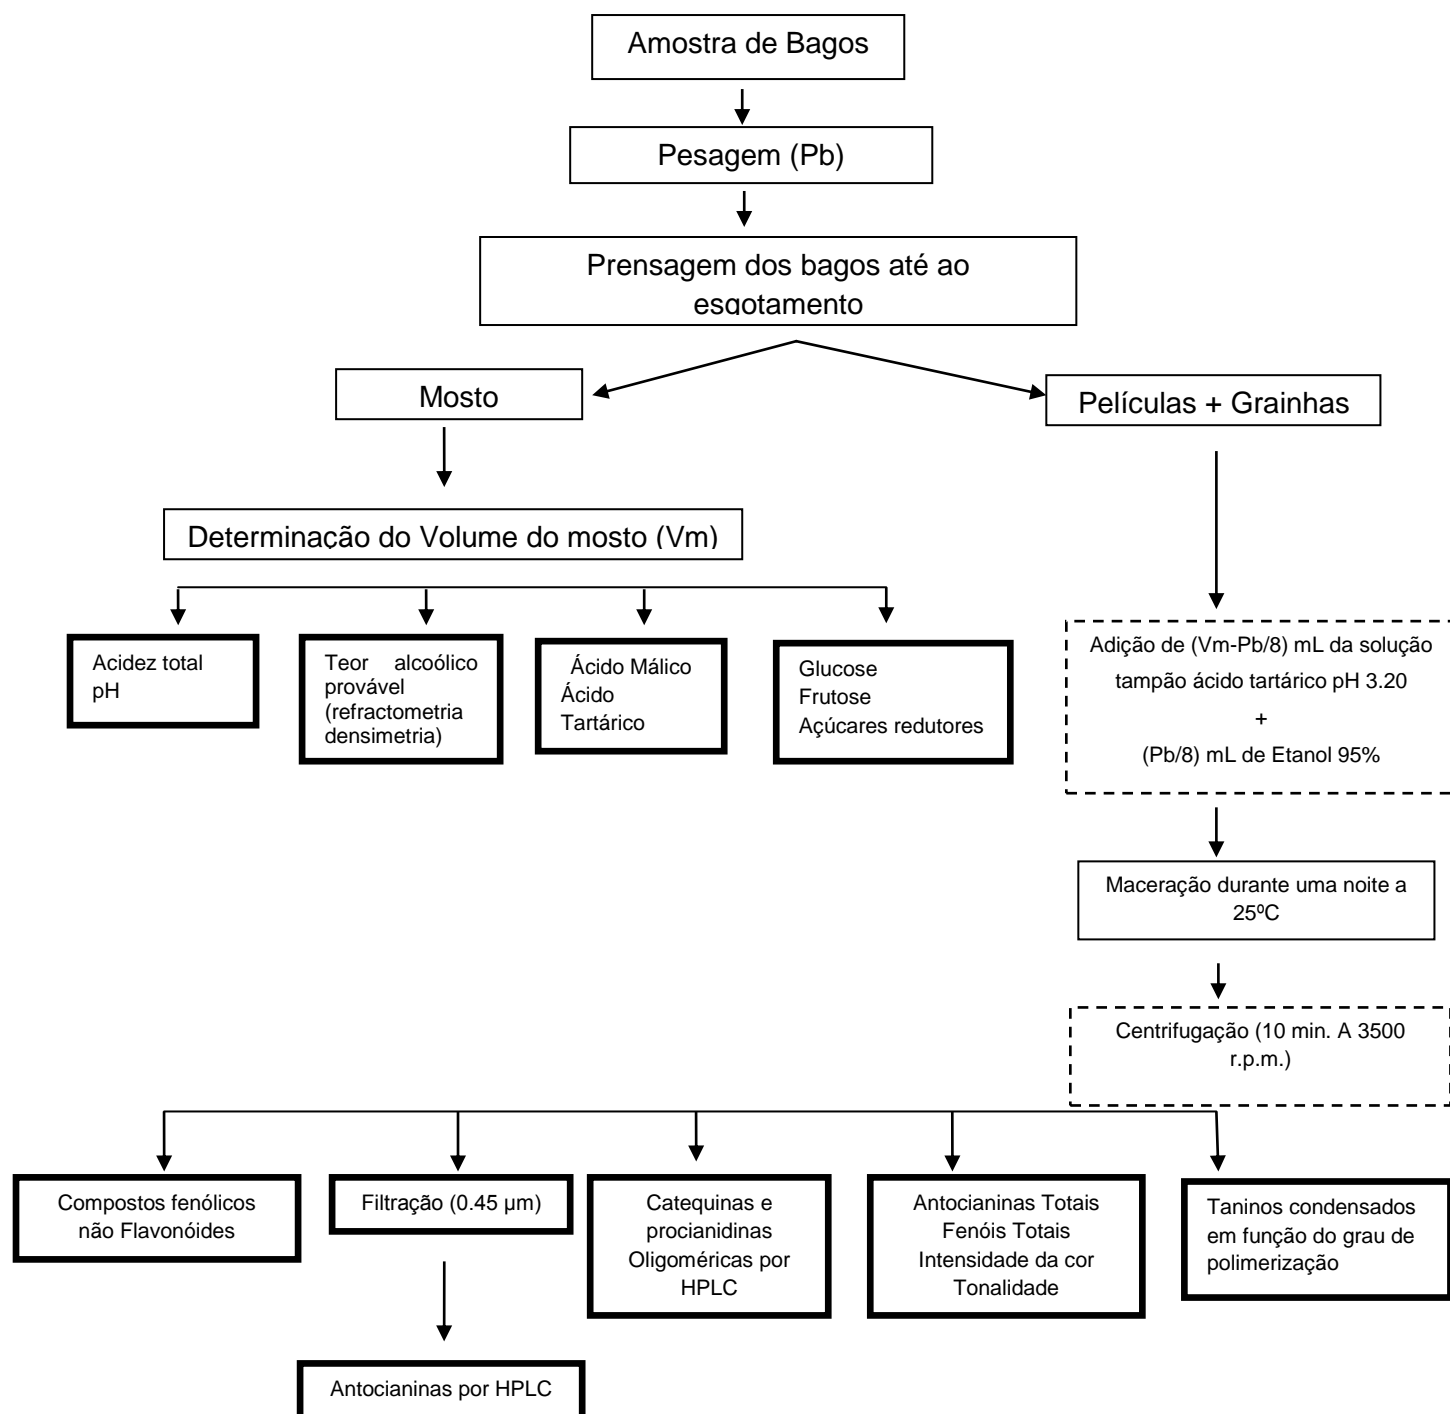 Amostra de Bagos
Pesagem (Pb)
Prensagem dos bagos até ao
esgotamento
Mosto
Películas + Grainhas
Determinação do Volume do mosto (Vm)
Acidez total
pH
Teor alcoólico
provável
(refractometria
densimetria)
Ácido Málico
Ácido
Tartárico
Glucose
Frutose
Açúcares redutores
Adição de (Vm-Pb/8) mL da solução
tampão ácido tartárico pH 3.20
+
(Pb/8) mL de Etanol 95%
Maceração durante uma noite a
25ºC
Centrifugação (10 min. A 3500
r.p.m.)
Compostos fenólicos
não Flavonóides
Filtração (0.45 µm)
Antocianinas por HPLC
Catequinas e
procianidinas
Oligoméricas por
HPLC
Antocianinas Totais
Fenóis Totais
Intensidade da cor
Tonalidade
Taninos condensados
em função do grau de
polimerização